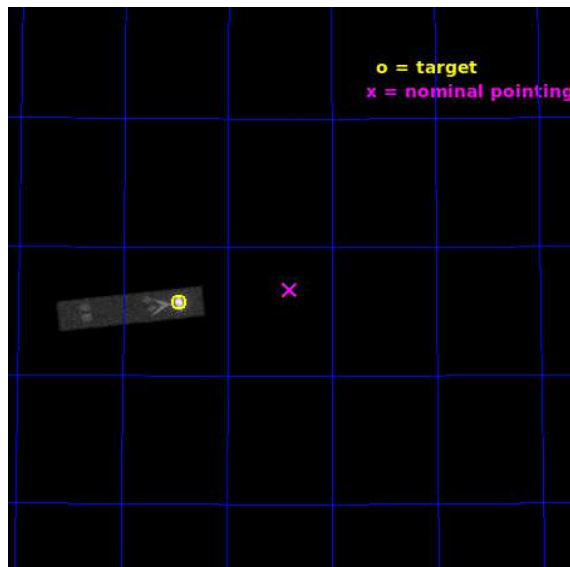 o = target
x = nominal pointing